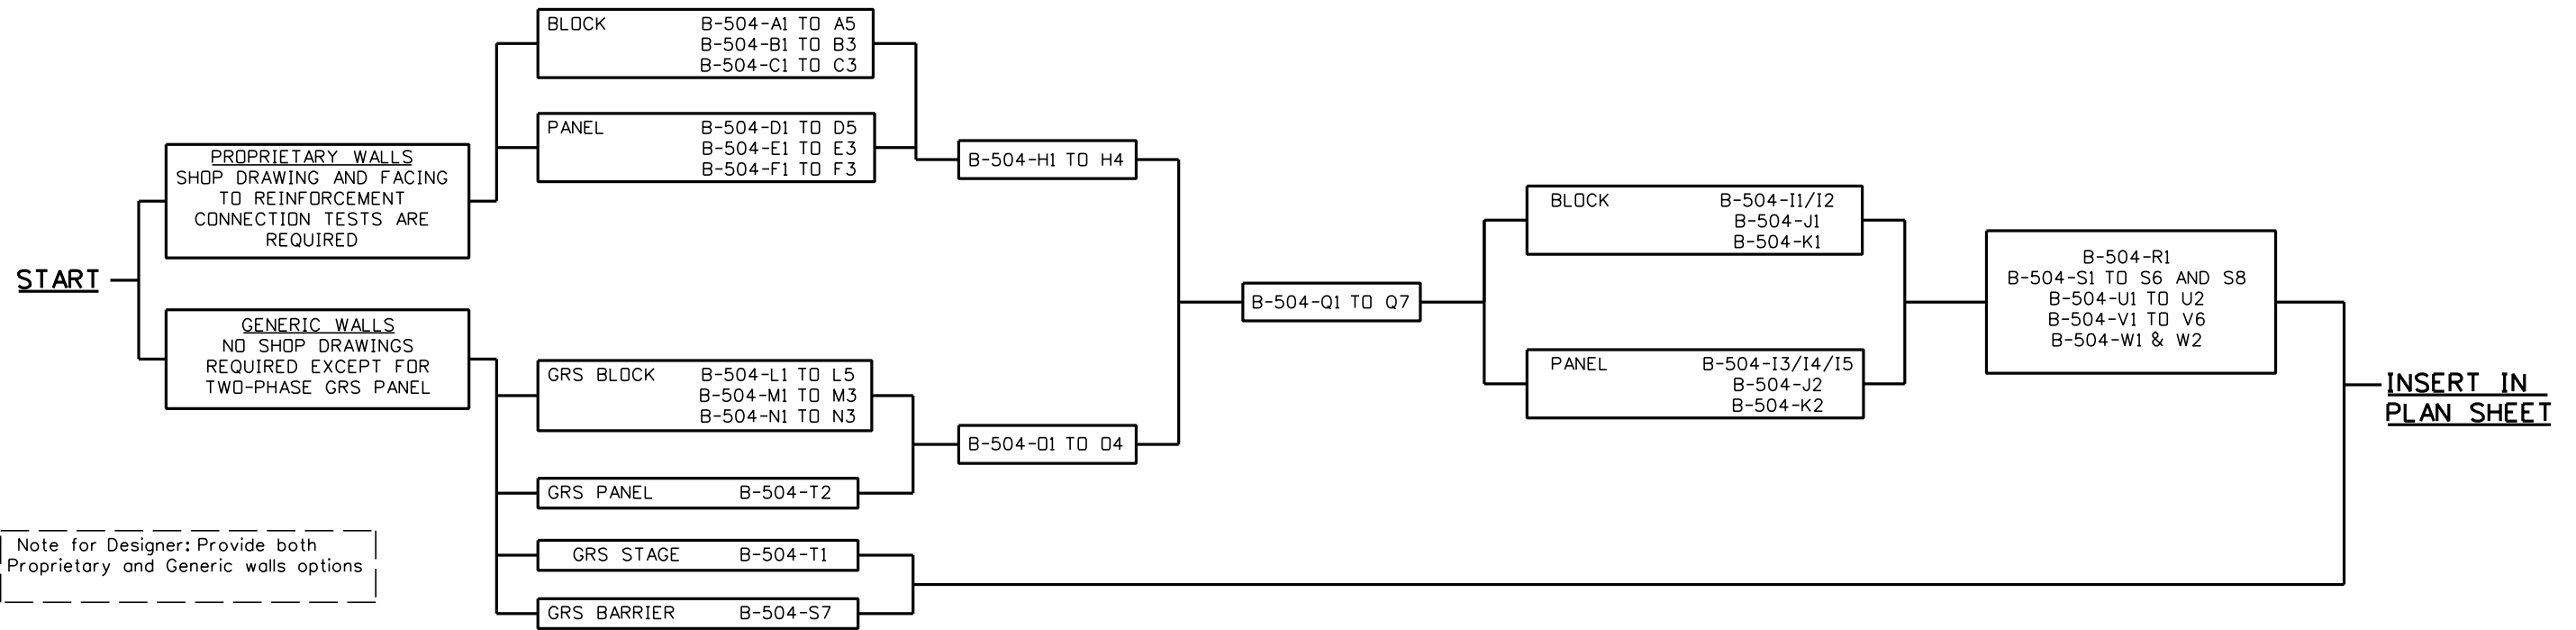 START
PROPRIETARY WALLS
SHOP DRAWING AND FACING
TO REINFORCEMENT
CONNECTION TESTS ARE
REQUIRED
GENERIC WALLS
NO SHOP DRAWINGS
REQUIRED EXCEPT FOR
TWO-PHASE GRS PANEL
BLOCK B-504-A1 TO A5
B-504-B1 TO B3
B-504-C1 TO C3
PANEL B-504-D1 TO D5
B-504-E1 TO E3
B-504-F1 TO F3
GRS BLOCK B-504-L1 TO L5
B-504-M1 TO M3
B-504-N1 TO N3
GRS PANEL B-504-T2
GRS STAGE B-504-T1
GRS BARRIER B-504-S7
B-504-H1 TO H4
B-504-O1 TO O4
B-504-Q1 TO Q7
BLOCK B-504-I1/I2
B-504-J1
B-504-K1
PANEL B-504-I3/I4/I5
B-504-J2
B-504-K2
B-504-R1
B-504-S1 TO S6 AND S8
B-504-U1 TO U2
B-504-V1 TO V6
B-504-W1 & W2
INSERT IN
PLAN SHEET
Note for Designer: Provide both
Proprietary and Generic walls options